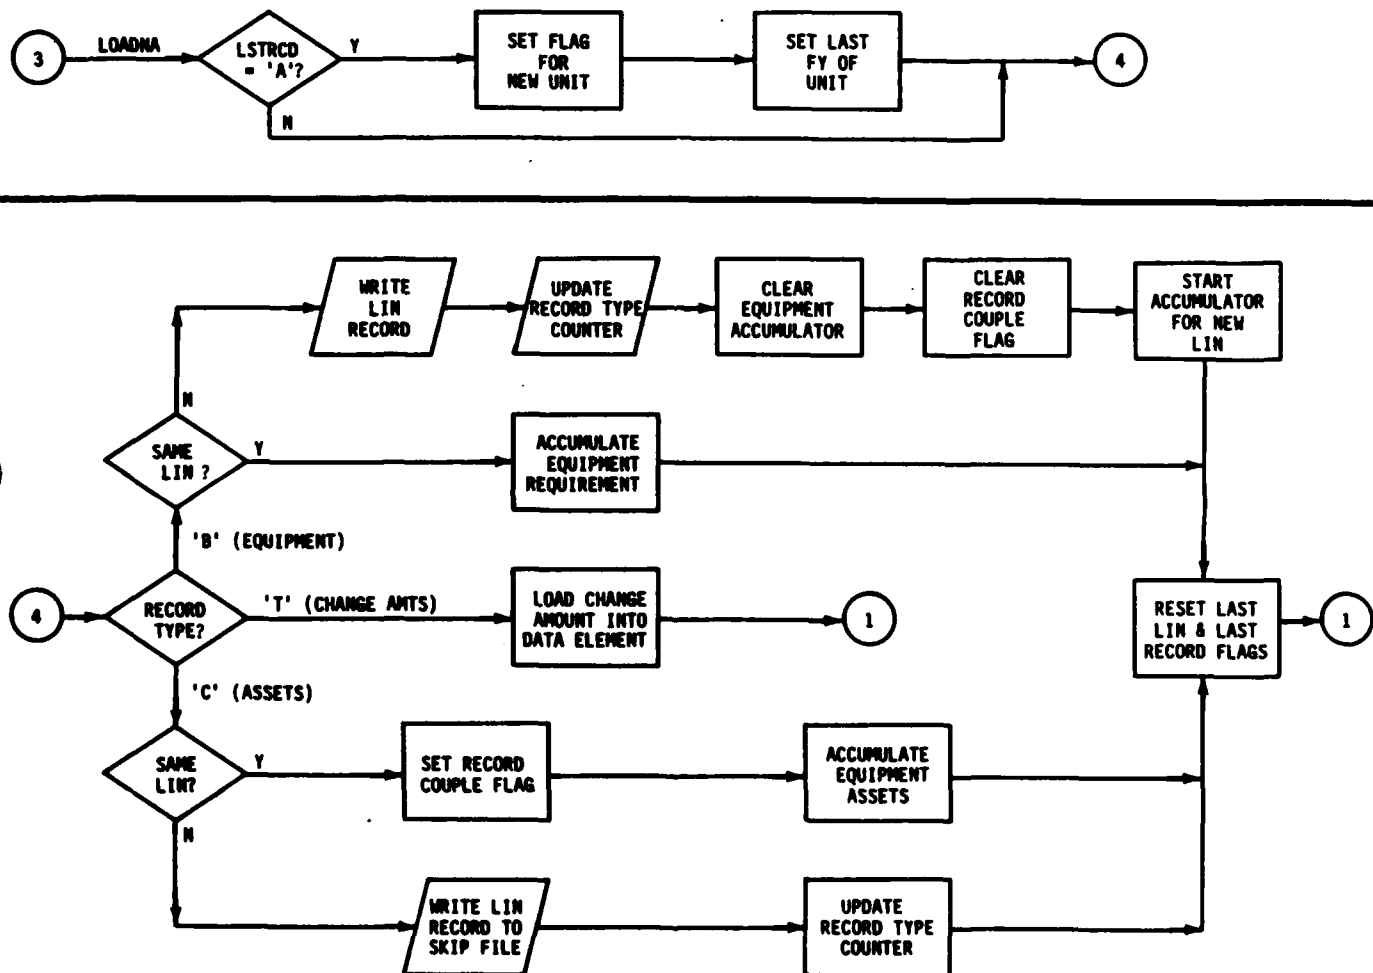 3
LOADNA
LSTRCD
= 'A'?
Y
SET FLAG
FOR
NEW UNIT
SET LAST
FY OF
UNIT
4
N
WRITE
LIN
RECORD
UPDATE
RECORD TYPE
COUNTER
CLEAR
EQUIPMENT
ACCUMULATOR
CLEAR
RECORD
COUPLE
FLAG
START
ACCUMULATOR
FOR NEW
LIN
N
SAME
LIN ?
Y
ACCUMULATE
EQUIPMENT
REQUIREMENT
'B' (EQUIPMENT)
4
RECORD
TYPE?
'T' (CHANGE AMTS)
LOAD CHANGE
AMOUNT INTO
DATA ELEMENT
1
RESET LAST
LIN & LAST
RECORD FLAGS
1
'C' (ASSETS)
SAME
LIN?
Y
SET RECORD
COUPLE FLAG
ACCUMULATE
EQUIPMENT
ASSETS
N
WRITE LIN
RECORD TO
SKIP FILE
UPDATE
RECORD TYPE
COUNTER